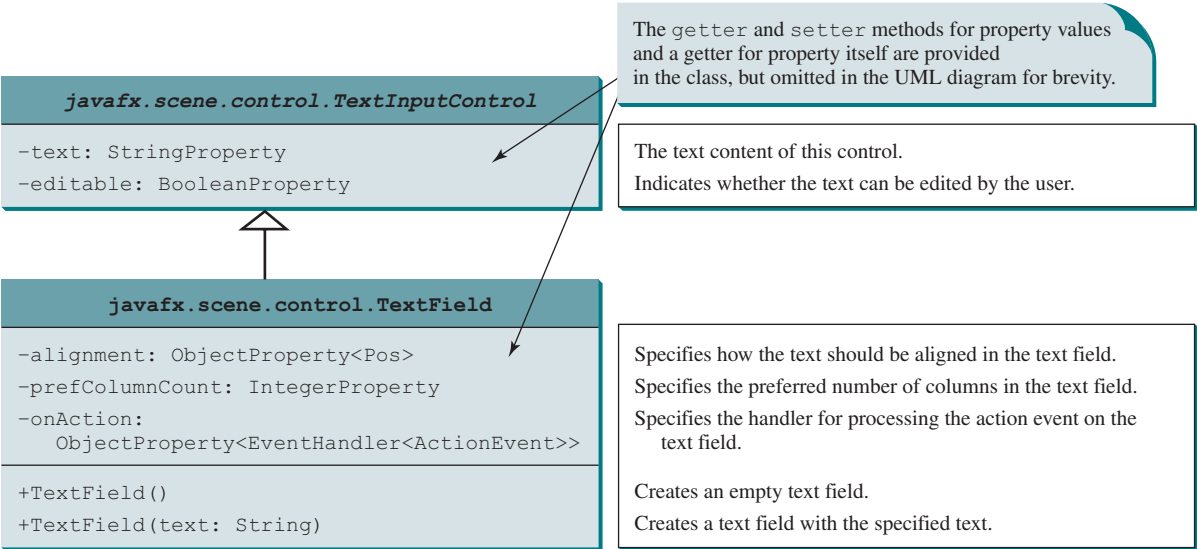 The getter and setter methods for property values
and a getter for property itself are provided
in the class, but omitted in the UML diagram for brevity.
javafx.scene.control.TextInputControl
-text: StringProperty
-editable: BooleanProperty
The text content of this control.
Indicates whether the text can be edited by the user.
javafx.scene.control.TextField
-alignment: ObjectProperty<Pos>
-prefColumnCount: IntegerProperty
-onAction:
ObjectProperty<EventHandler<ActionEvent>>
+TextField()
+TextField(text: String)
Specifies how the text should be aligned in the text field.
Specifies the preferred number of columns in the text field.
Specifies the handler for processing the action event on the
text field.
Creates an empty text field.
Creates a text field with the specified text.